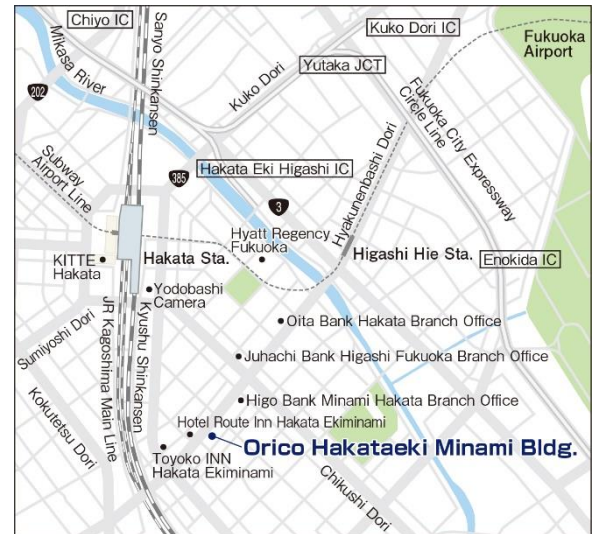 Chiyo IC
Kuko Dori IC
Fukuoka
Airport
Mikasa River
Sanyo Shinkansen
Yutaka JCT
Kuko Dori
202
Fukuoka City Expressway
Circle Line
Subway
Airport Line
385
Hakata Eki Higashi IC
Hyakunenbashi Dori
3
Hyatt Regency
Fukuoka
KITTE
Hakata
Hakata Sta.
Higashi Hie Sta.
Enokida IC
Yodobashi
Camera
Sumiyoshi Dori
JR Kagoshima Main Line
Kyushu Shinkansen
Oita Bank Hakata Branch Office
Juhachi Bank Higashi Fukuoka Branch Office
Kokutetsu Dori
Higo Bank Minami Hakata Branch Office
Hotel Route Inn Hakata Ekiminami
Orico Hakataeki Minami Bldg.
Toyoko INN
Hakata Ekiminami
Chikushi Dori